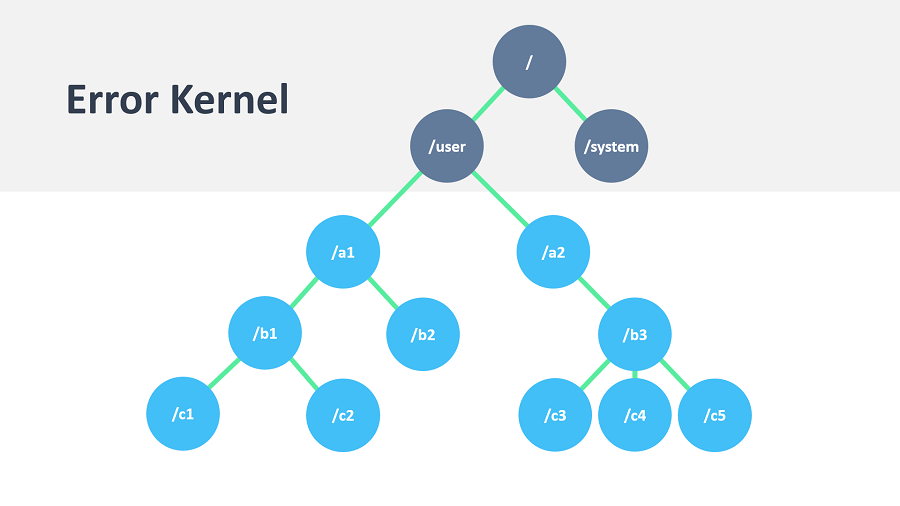 Error Kernel
/
/user
/system
/a1
/a2
/b1
/b2
/b3
/c1
/c2
/c3
/c4
/c5